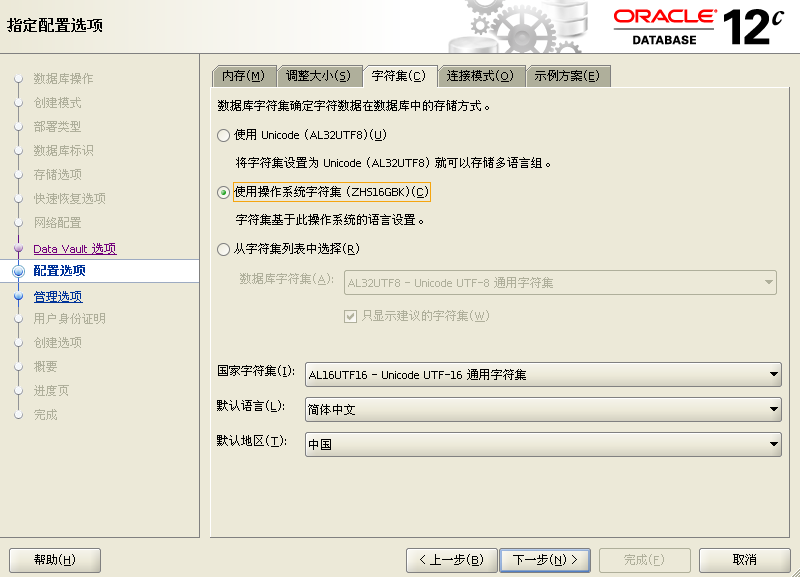 指定配置选项
ORACLE
DATABASE
12c
数据库操作
创建模式
部署类型
数据库标识
存储选项
快速恢复选项
网络配置
Data Vault 选项
配置选项
管理选项
用户身份证明
创建选项
概要
进度页
完成
内存(M) 调整大小(S) 字符集(C) 连接模式(O) 示例方案(E)
数据库字符集确定字符数据在数据库中的存储方式。
使用 Unicode (AL32UTF8)(U)
将字符集设置为 Unicode (AL32UTF8) 就可以存储多语言组。
使用操作系统字符集 (ZHS16GBK)(C)
字符集基于此操作系统的语言设置。
从字符集列表中选择(R)
数据库字符集(A): AL32UTF8 - Unicode UTF-8 通用字符集
只显示建议的字符集(W)
国家字符集(I): AL16UTF16 - Unicode UTF-16 通用字符集
默认语言(L): 简体中文
默认地区(T): 中国
帮助(H) < 上一步(B) 下一步(N) > 完成(F) 取消